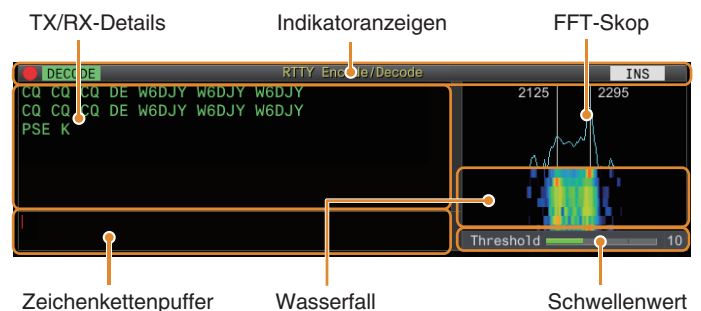 TX/RX-Details
Indikatoranzeigen
FFT-Skop
DECODE
RTTY Encode/Decode
INS
CQ CQ CQ DE W6DJY W6DJY W6DJY
CQ CQ CQ DE W6DJY W6DJY W6DJY
PSE K
2125
2295
Threshold
10
Zeichenkettenpuffer
Wasserfall
Schwellenwert